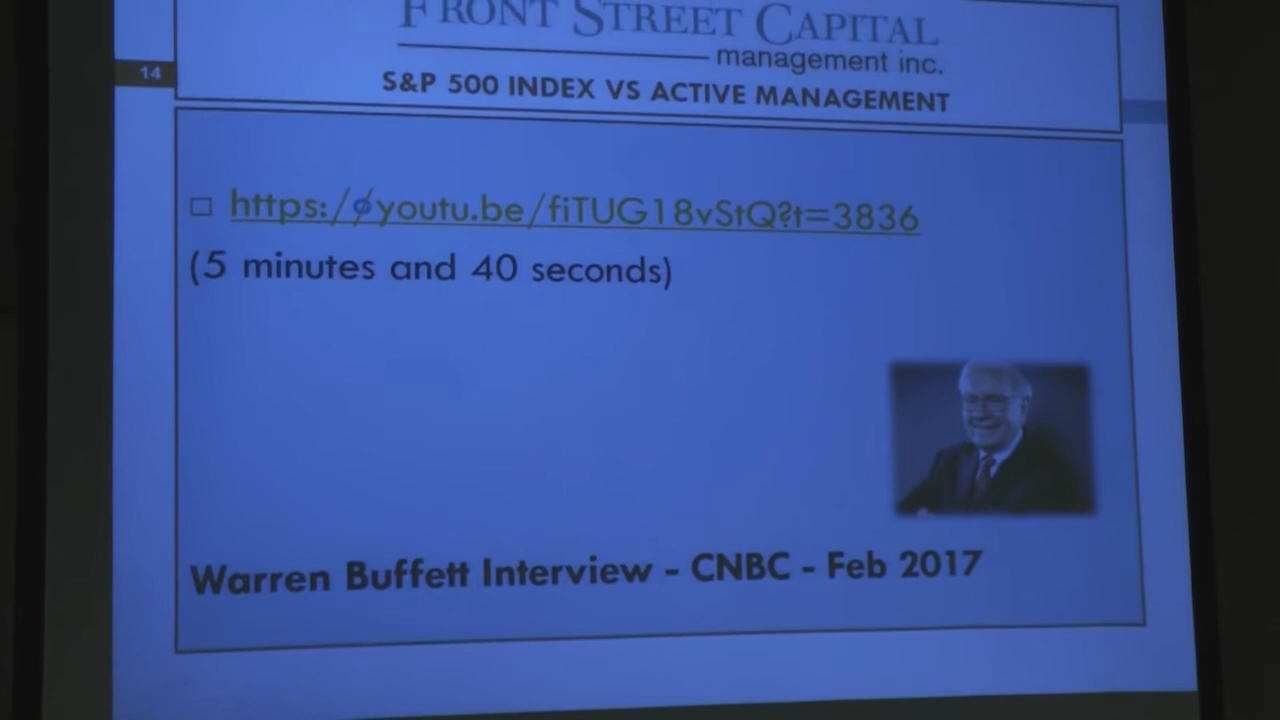 FRONT STREET CAPITAL
management inc.
14
S&P 500 INDEX VS ACTIVE MANAGEMENT
https://youtu.be/fiTUG18vStQ?t=3836
(5 minutes and 40 seconds)
Warren Buffett Interview - CNBC - Feb 2017